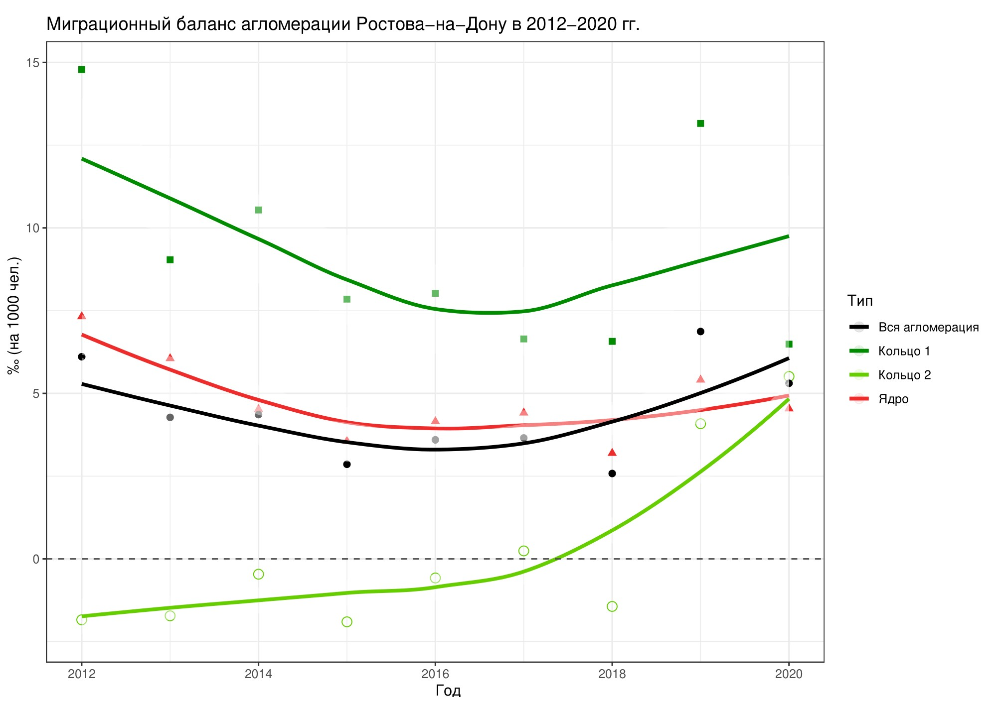 Миграционный баланс агломерации Ростова−на−Дону в 2012−2020 гг.
15
10
5
0
‰ (на 1000 чел.)
2012 2014 2016 2018 2020
Год
Тип
Вся агломерация
Кольцо 1
Кольцо 2
Ядро